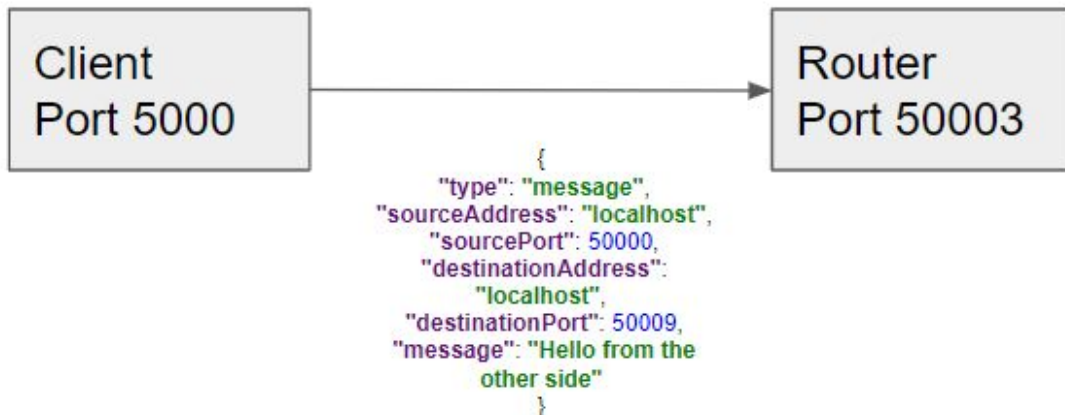 Client
Port 5000
Router
Port 50003
{
"type": "message",
"sourceAddress": "localhost",
"sourcePort": 50000,
"destinationAddress":
"localhost",
"destinationPort": 50009,
"message": "Hello from the
other side"
}